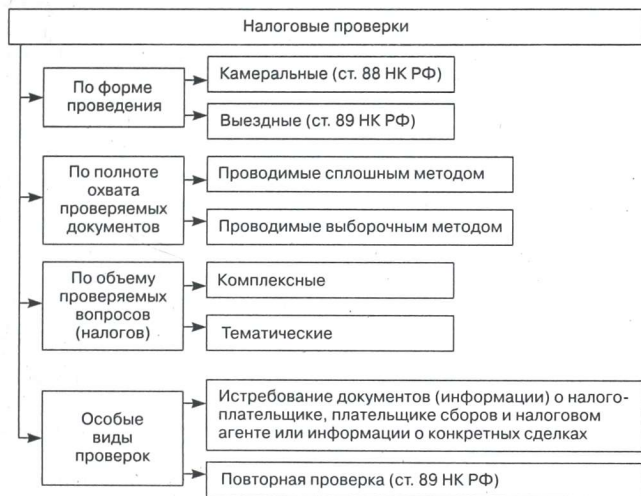 Налоговые проверки
По форме
проведения
Камеральные (ст. 88 НК РФ)
Выездные (ст. 89 НК РФ)
По полноте
охвата
проверяемых
документов
Проводимые сплошным методом
Проводимые выборочным методом
По объему
проверяемых
вопросов
(налогов)
Комплексные
Тематические
Особые
виды
проверок
Истребование документов (информации) о налого-
плательщике, плательщике сборов и налоговом
агенте или информации о конкретных сделках
Повторная проверка (ст. 89 НК РФ)